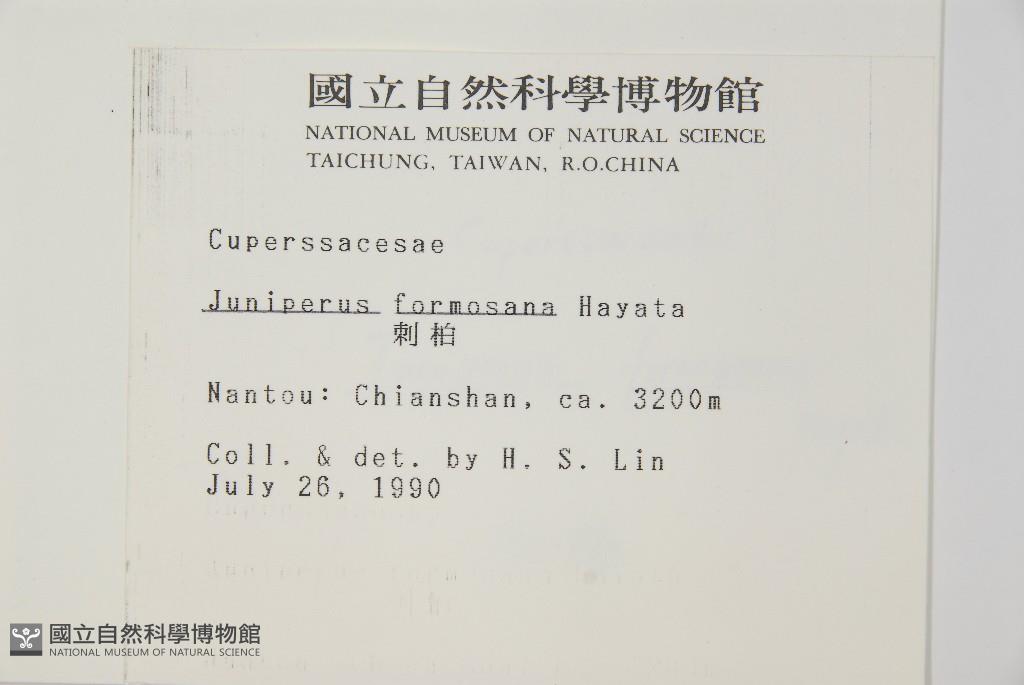 國立自然科學博物館
NATIONAL MUSEUM OF NATURAL SCIENCE
TAICHUNG, TAIWAN, R.O.CHINA
Cuperssacesae
Juniperus formosana Hayata
刺柏
Nantou: Chianshan, ca. 3200m
Coll. & det. by H. S. Lin
July 26, 1990
國立自然科學博物館
NATIONAL MUSEUM OF NATURAL SCIENCE